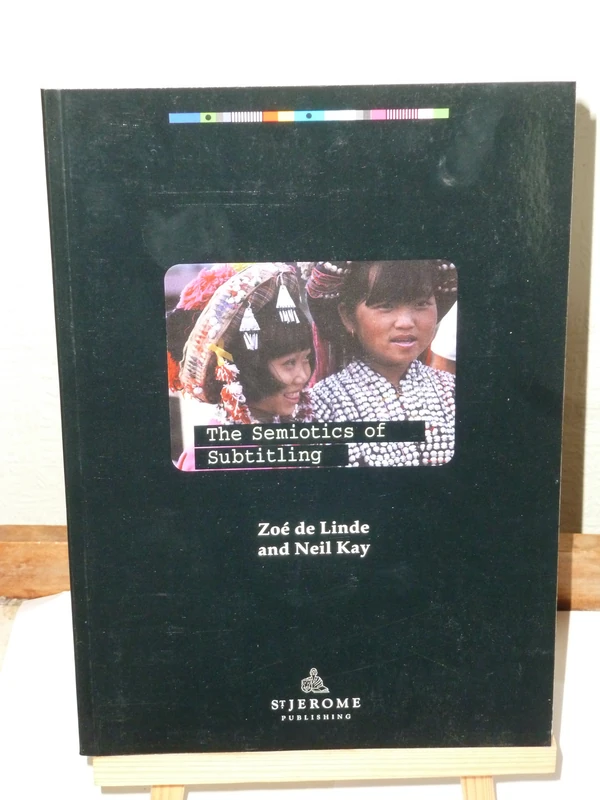 The Semiotics of
Subtitling
Zoé de Linde
and Neil Kay
ST JEROME
PUBLISHING